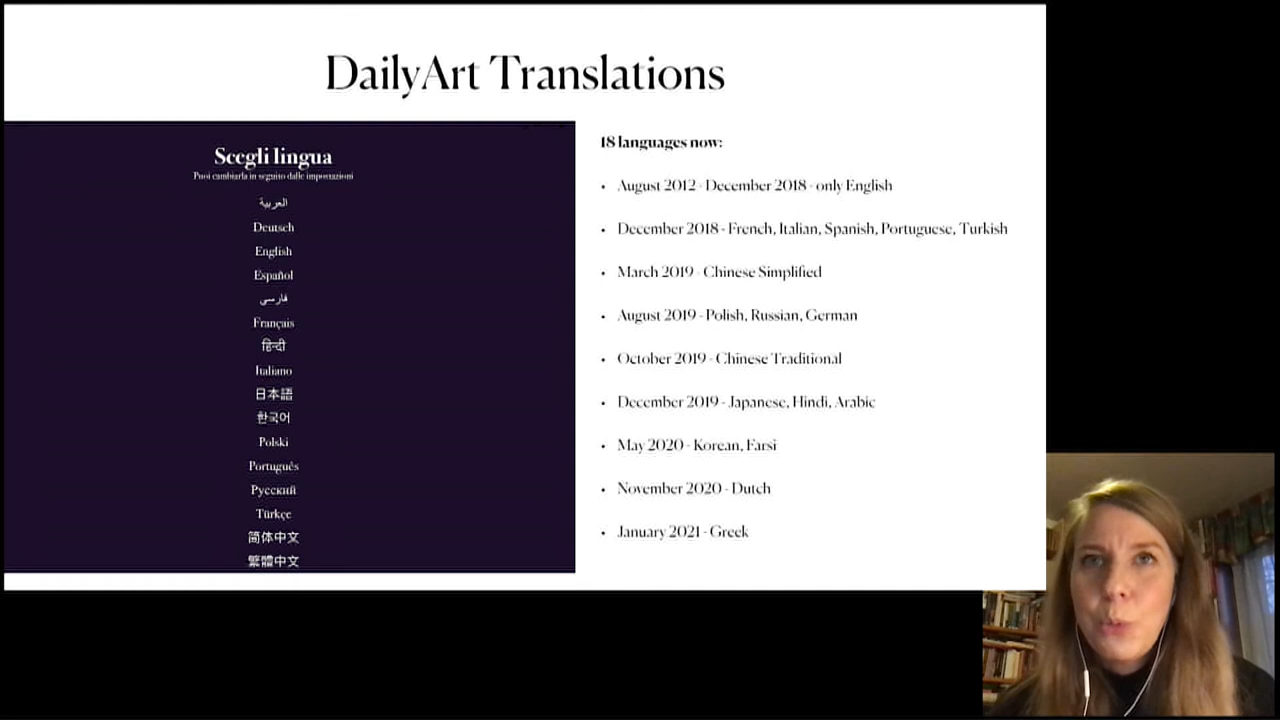 DailyArt Translations
Scegli lingua
Puoi cambiarla in seguito dalle impostazioni
العربية
Deutsch
English
Español
فارسی
Français
हिन्दी
Italiano
日本語
한국어
Polski
Português
Русский
Türkçe
简体中文
繁體中文
18 languages now:
• August 2012 - December 2018 - only English
• December 2018 - French, Italian, Spanish, Portuguese, Turkish
• March 2019 - Chinese Simplified
• August 2019 - Polish, Russian, German
• October 2019 - Chinese Traditional
• December 2019 - Japanese, Hindi, Arabic
• May 2020 - Korean, Farsi
• November 2020 - Dutch
• January 2021 - Greek